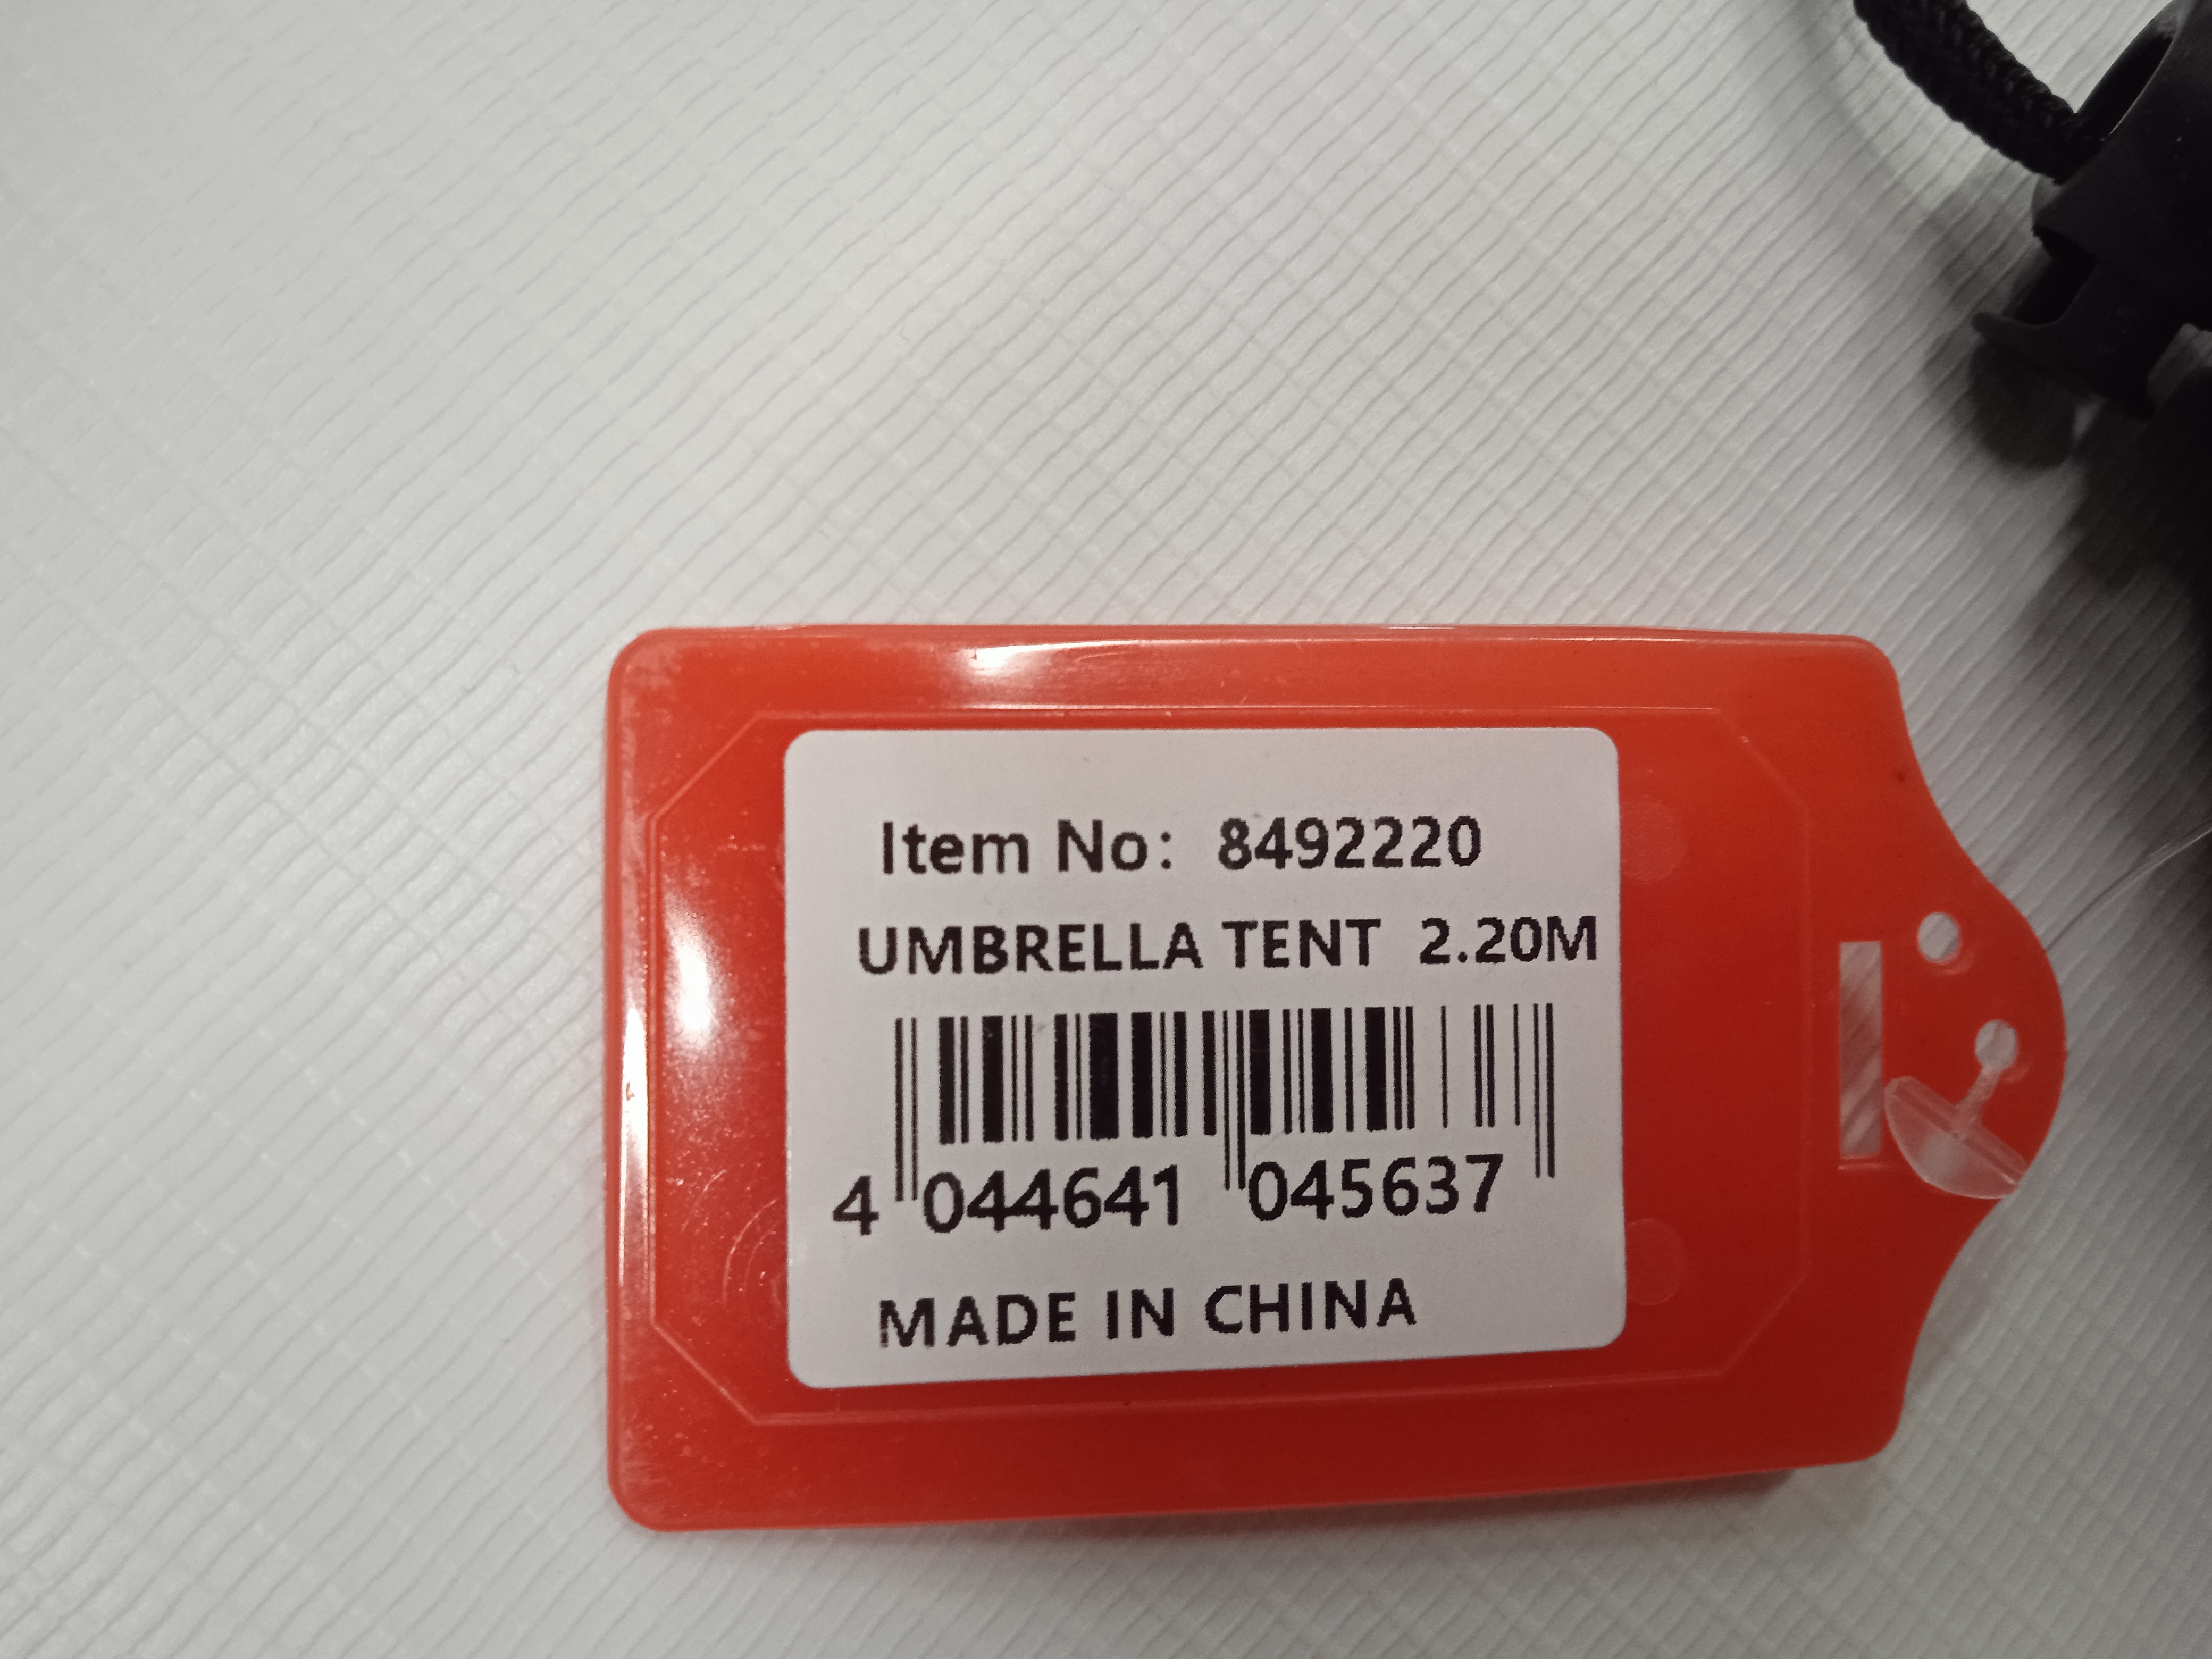 Item No: 8492220
UMBRELLA TENT 2.20M
4 044641 045637
MADE IN CHINA